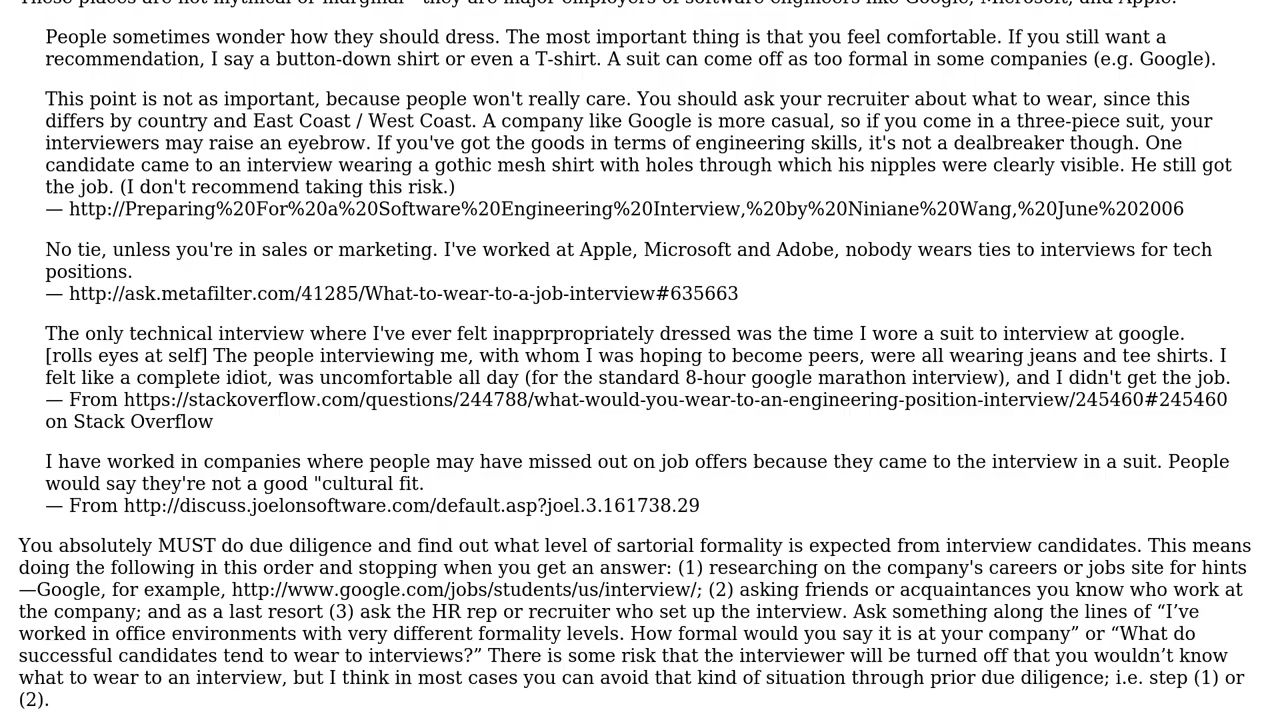 These places are not mythical or marginal—they are major employers of software engineers like Google, Microsoft, and Apple.
People sometimes wonder how they should dress. The most important thing is that you feel comfortable. If you still want a
recommendation, I say a button-down shirt or even a T-shirt. A suit can come off as too formal in some companies (e.g. Google).
This point is not as important, because people won't really care. You should ask your recruiter about what to wear, since this
differs by country and East Coast / West Coast. A company like Google is more casual, so if you come in a three-piece suit, your
interviewers may raise an eyebrow. If you've got the goods in terms of engineering skills, it's not a dealbreaker though. One
candidate came to an interview wearing a gothic mesh shirt with holes through which his nipples were clearly visible. He still got
the job. (I don't recommend taking this risk.)
— http://Preparing%20For%20a%20Software%20Engineering%20Interview,%20by%20Niniane%20Wang,%20June%202006
No tie, unless you're in sales or marketing. I've worked at Apple, Microsoft and Adobe, nobody wears ties to interviews for tech
positions.
— http://ask.metafilter.com/41285/What-to-wear-to-a-job-interview#635663
The only technical interview where I've ever felt inapprpropriately dressed was the time I wore a suit to interview at google.
[rolls eyes at self] The people interviewing me, with whom I was hoping to become peers, were all wearing jeans and tee shirts. I
felt like a complete idiot, was uncomfortable all day (for the standard 8-hour google marathon interview), and I didn't get the job.
— From https://stackoverflow.com/questions/244788/what-would-you-wear-to-an-engineering-position-interview/245460#245460
on Stack Overflow
I have worked in companies where people may have missed out on job offers because they came to the interview in a suit. People
would say they're not a good "cultural fit.
— From http://discuss.joelonsoftware.com/default.asp?joel.3.161738.29
You absolutely MUST do due diligence and find out what level of sartorial formality is expected from interview candidates. This means
doing the following in this order and stopping when you get an answer: (1) researching on the company's careers or jobs site for hints
—Google, for example, http://www.google.com/jobs/students/us/interview/; (2) asking friends or acquaintances you know who work at
the company; and as a last resort (3) ask the HR rep or recruiter who set up the interview. Ask something along the lines of “I’ve
worked in office environments with very different formality levels. How formal would you say it is at your company” or “What do
successful candidates tend to wear to interviews?” There is some risk that the interviewer will be turned off that you wouldn’t know
what to wear to an interview, but I think in most cases you can avoid that kind of situation through prior due diligence; i.e. step (1) or
(2).